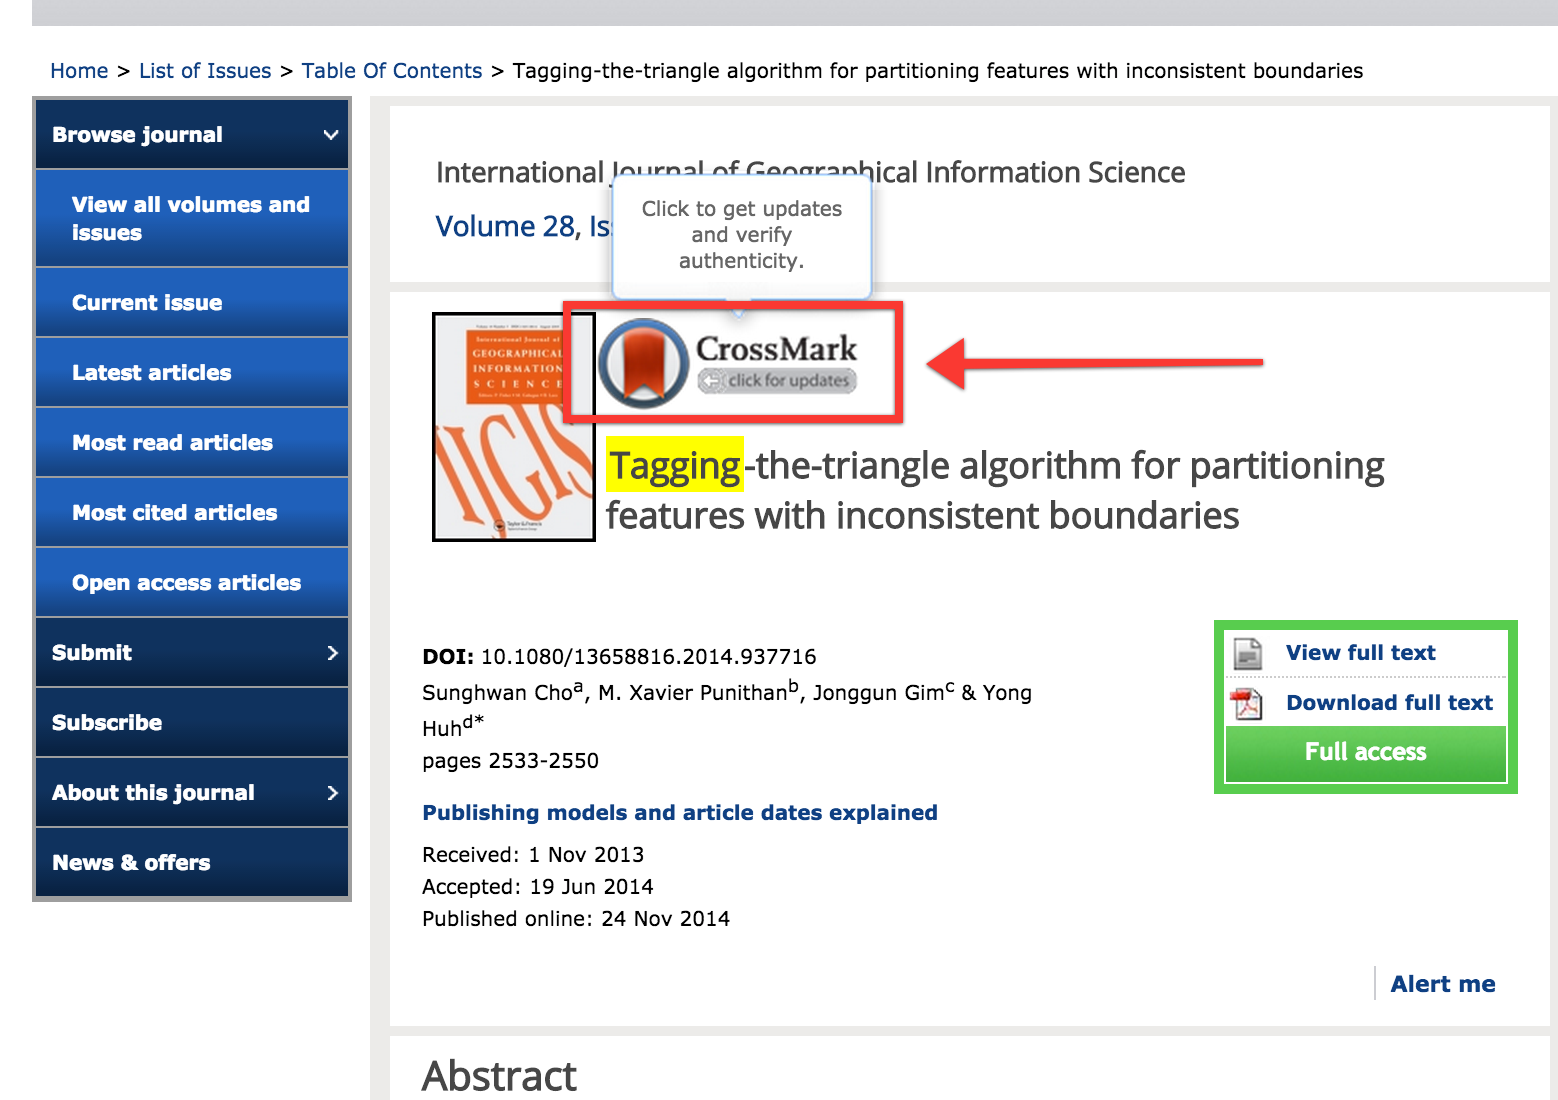 Home > List of Issues > Table Of Contents > Tagging-the-triangle algorithm for partitioning features with inconsistent boundaries
Browse journal
View all volumes and
issues
Current issue
Latest articles
Most read articles
Most cited articles
Open access articles
Submit
Subscribe
About this journal
News & offers
International Journal of Geographical Information Science
Volume 28, Is
Click to get updates
and verify
authenticity.
International Journal of
GEOGRAPHICAL
INFORMATION
SCIENCE
IJGIS
Taylor & Francis
CrossMark
click for updates
Tagging-the-triangle algorithm for partitioning
features with inconsistent boundaries
DOI: 10.1080/13658816.2014.937716
Sunghwan Choa, M. Xavier Punithanb, Jonggun Gimc & Yong
Huhd*
pages 2533-2550
Publishing models and article dates explained
Received: 1 Nov 2013
Accepted: 19 Jun 2014
Published online: 24 Nov 2014
View full text
Download full text
Full access
Alert me
Abstract